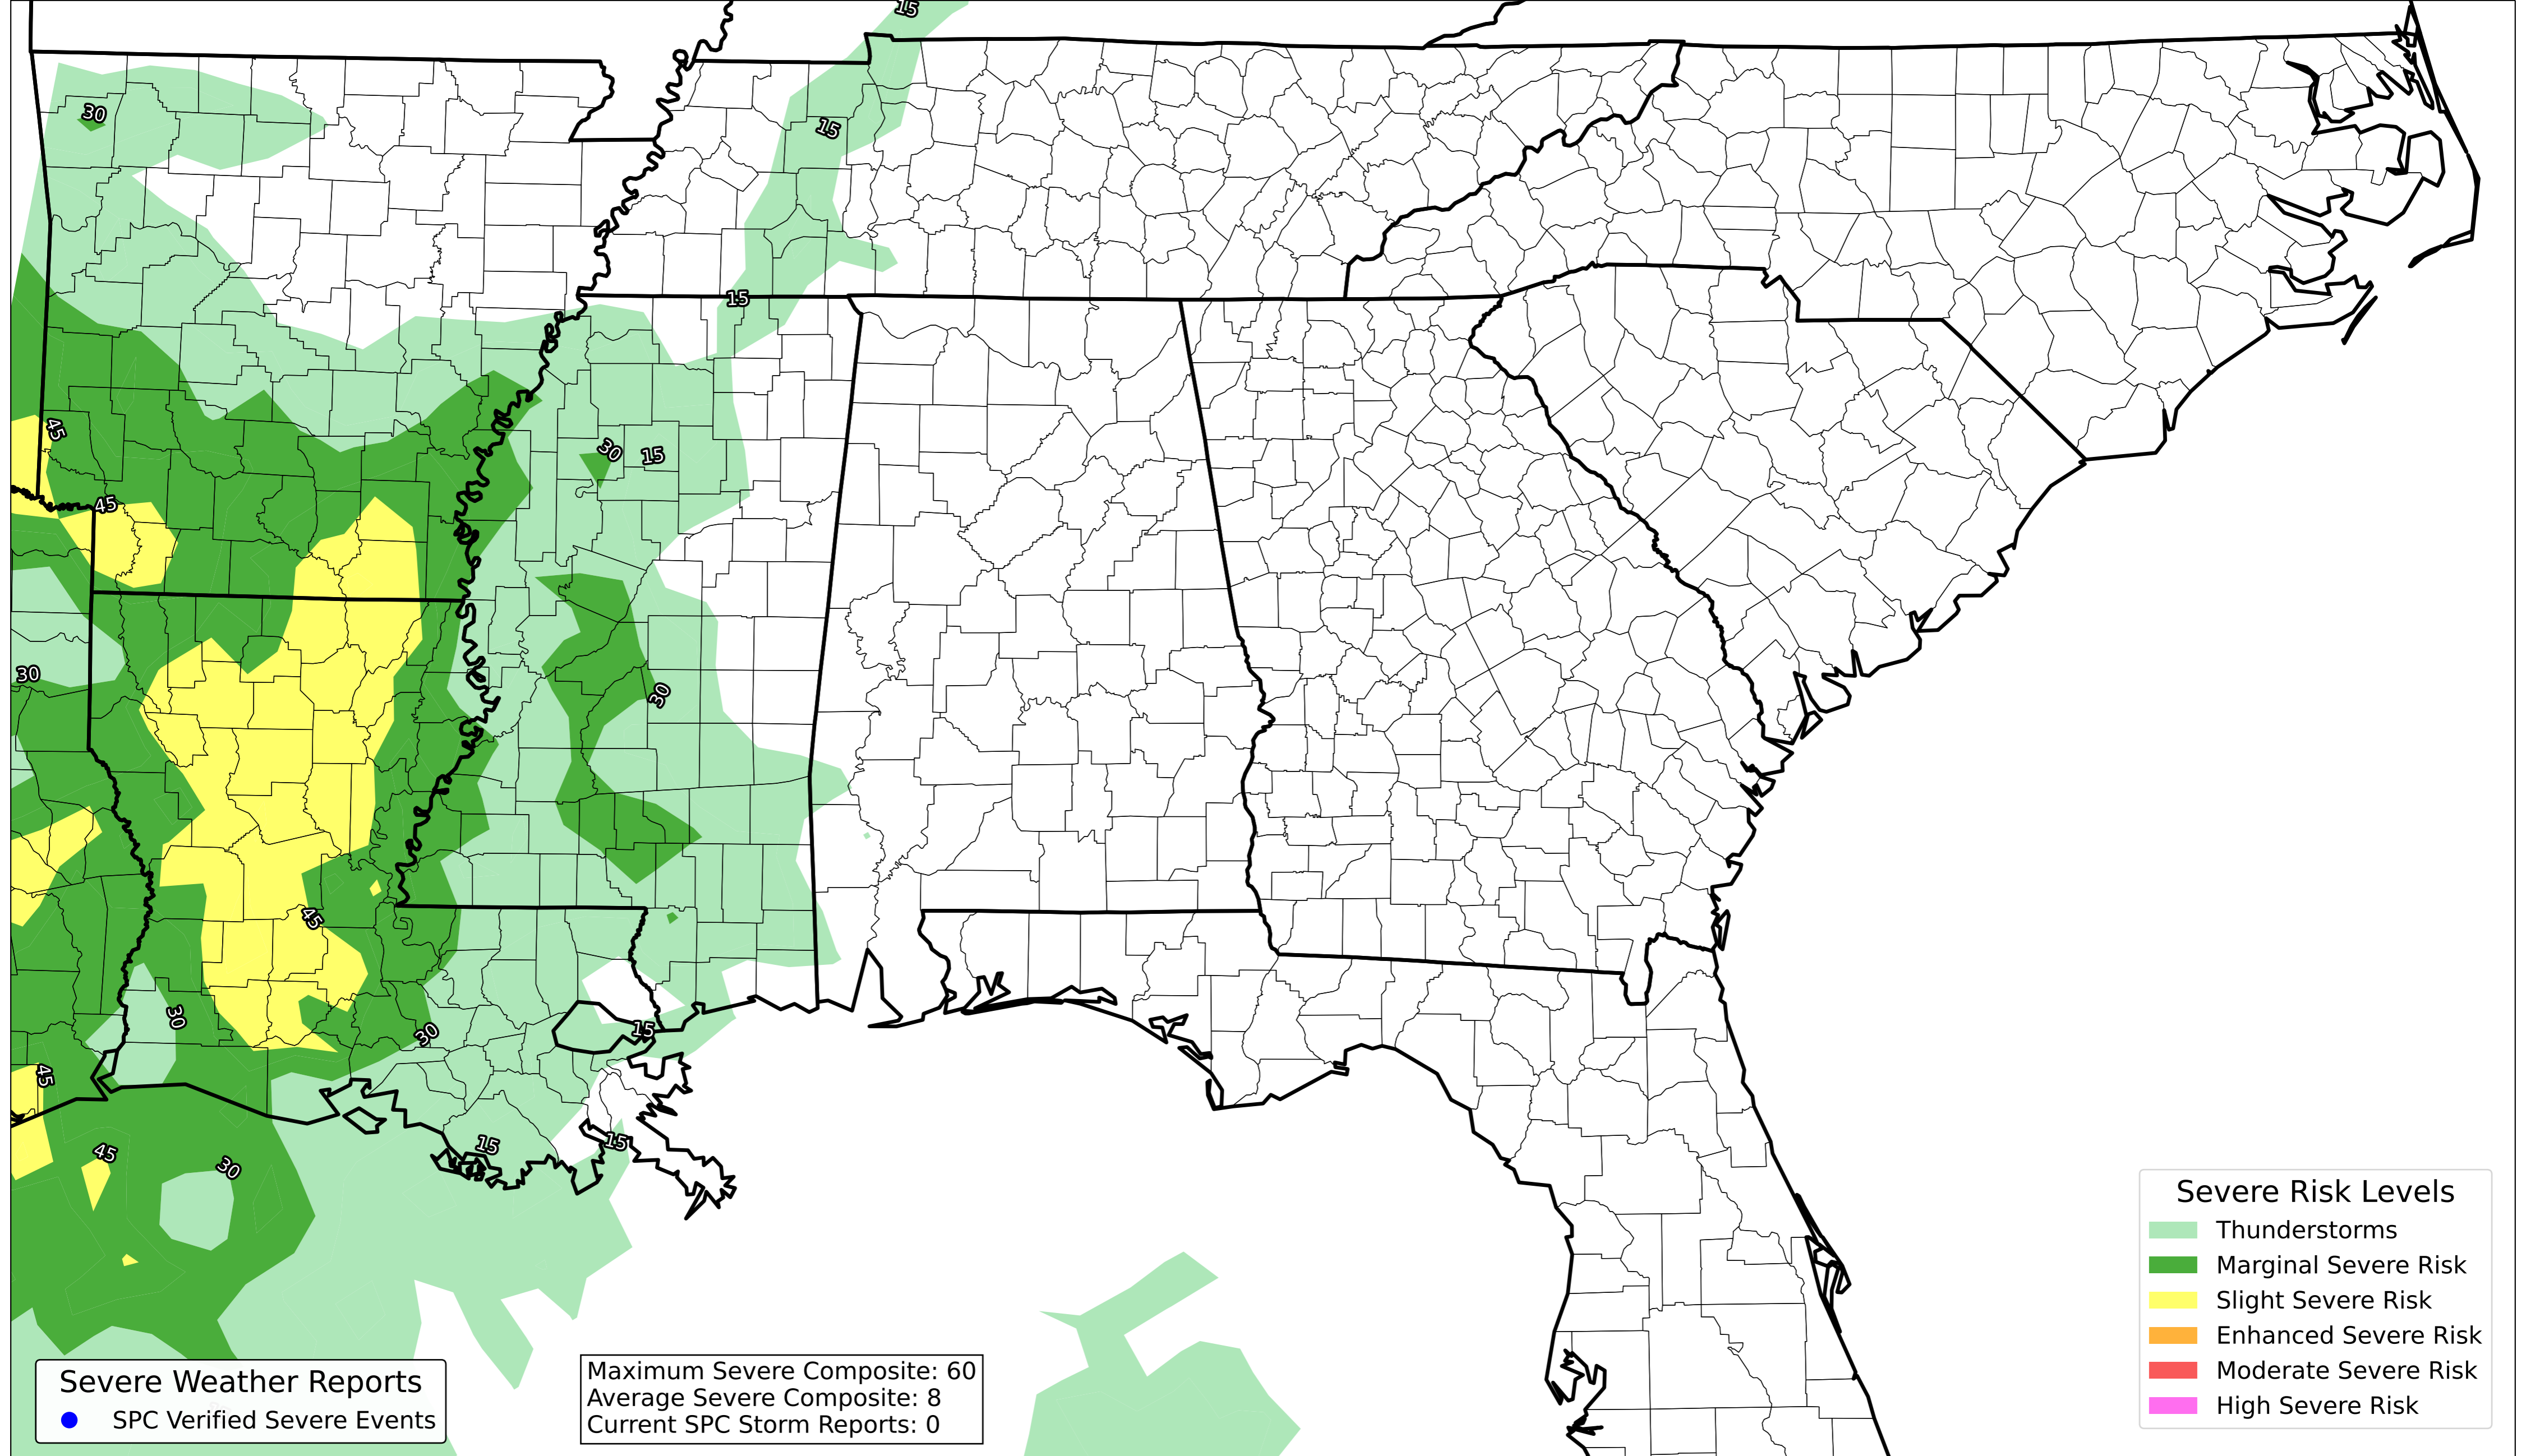 15
30
15
15
45
30
15
45
30
30
45
30
30
15
45
15
15
45
30
Severe Risk Levels
Thunderstorms
Marginal Severe Risk
Slight Severe Risk
Enhanced Severe Risk
Moderate Severe Risk
High Severe Risk
Severe Weather Reports
SPC Verified Severe Events
Maximum Severe Composite: 60
Average Severe Composite: 8
Current SPC Storm Reports: 0